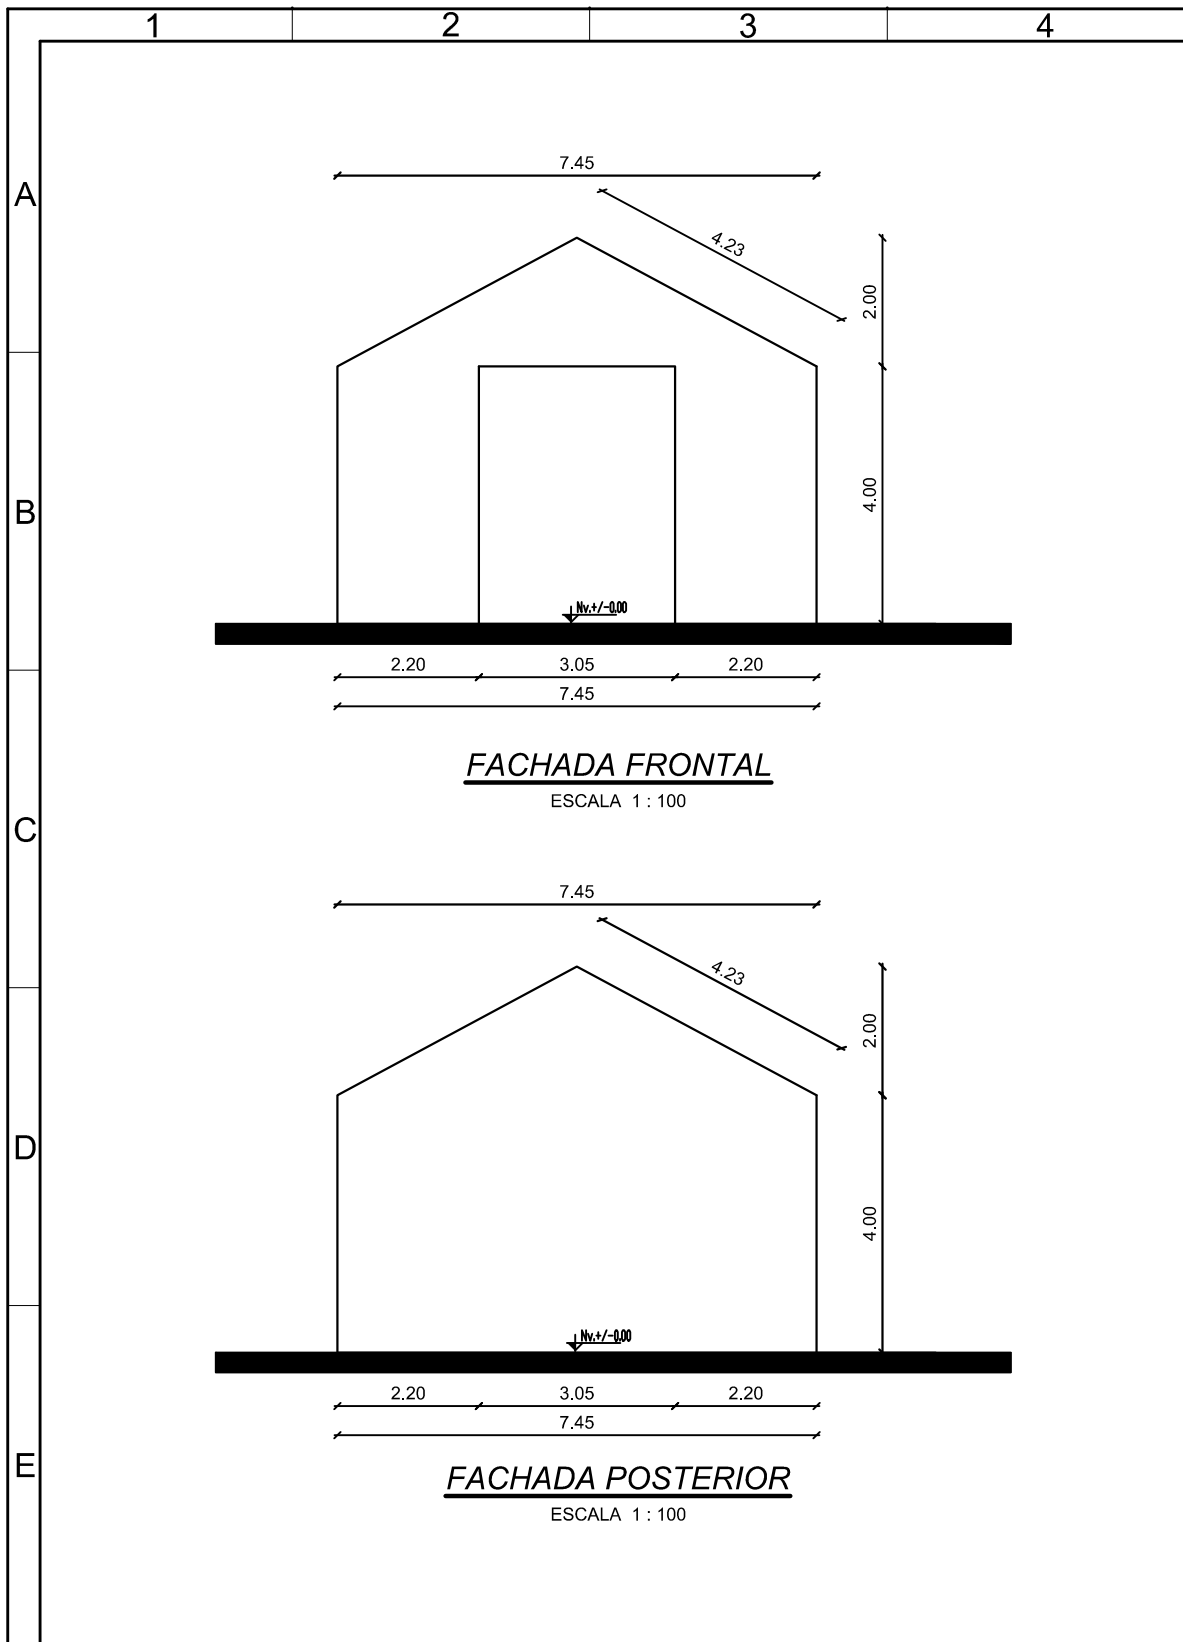 1 2 3 4
A
B
C
D
E
7.45
4.23
2.00
4.00
Nv.+/-0.00
2.20 3.05 2.20
7.45
FACHADA FRONTAL
ESCALA 1 : 100
7.45
4.23
2.00
4.00
Nv.+/-0.00
2.20 3.05 2.20
7.45
FACHADA POSTERIOR
ESCALA 1 : 100